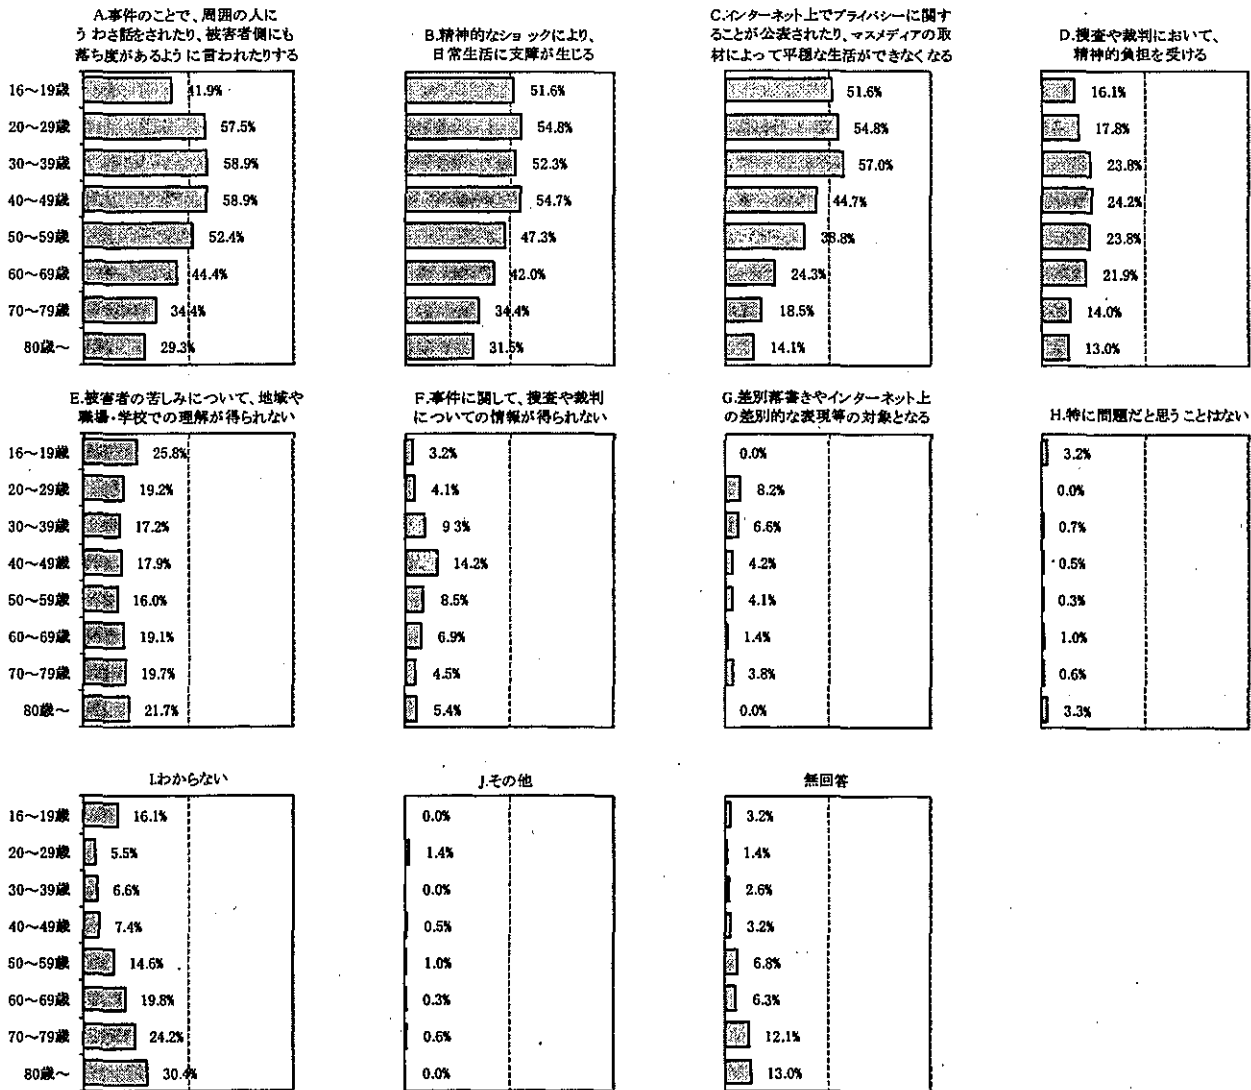 A.事件のことで、周囲の人に
うわさ話をされたり、被害者側にも
落ち度があるように言われたりする
16～19歳 41.9%
20～29歳 57.5%
30～39歳 58.9%
40～49歳 58.9%
50～59歳 52.4%
60～69歳 44.4%
70～79歳 34.4%
80歳～ 29.3%
B.精神的なショックにより、
日常生活に支障が生じる
51.6%
54.8%
52.3%
54.7%
47.3%
42.0%
34.4%
31.5%
C.インターネット上でプライバシーに関す
ることが公表されたり、マスメディアの取
材によって平穏な生活ができなくなる
51.6%
54.8%
57.0%
44.7%
38.8%
24.3%
18.5%
14.1%
D.捜査や裁判において、
精神的負担を受ける
16.1%
17.8%
23.8%
24.2%
23.8%
21.9%
14.0%
13.0%
E.被害者の苦しみについて、地域や
職場・学校での理解が得られない
16～19歳 25.8%
20～29歳 19.2%
30～39歳 17.2%
40～49歳 17.9%
50～59歳 16.0%
60～69歳 19.1%
70～79歳 19.7%
80歳～ 21.7%
F.事件に関して、捜査や裁判
についての情報が得られない
3.2%
4.1%
9.3%
14.2%
8.5%
6.9%
4.5%
5.4%
G.差別落書きやインターネット上
の差別的な表現等の対象となる
0.0%
8.2%
6.6%
4.2%
4.1%
1.4%
3.8%
0.0%
H.特に問題だと思うことはない
3.2%
0.0%
0.7%
0.5%
0.3%
1.0%
0.6%
3.3%
I.わからない
16～19歳 16.1%
20～29歳 5.5%
30～39歳 6.6%
40～49歳 7.4%
50～59歳 14.6%
60～69歳 19.8%
70～79歳 24.2%
80歳～ 30.4%
J.その他
0.0%
1.4%
0.0%
0.5%
1.0%
0.3%
0.6%
0.0%
無回答
3.2%
1.4%
2.6%
3.2%
6.8%
6.3%
12.1%
13.0%